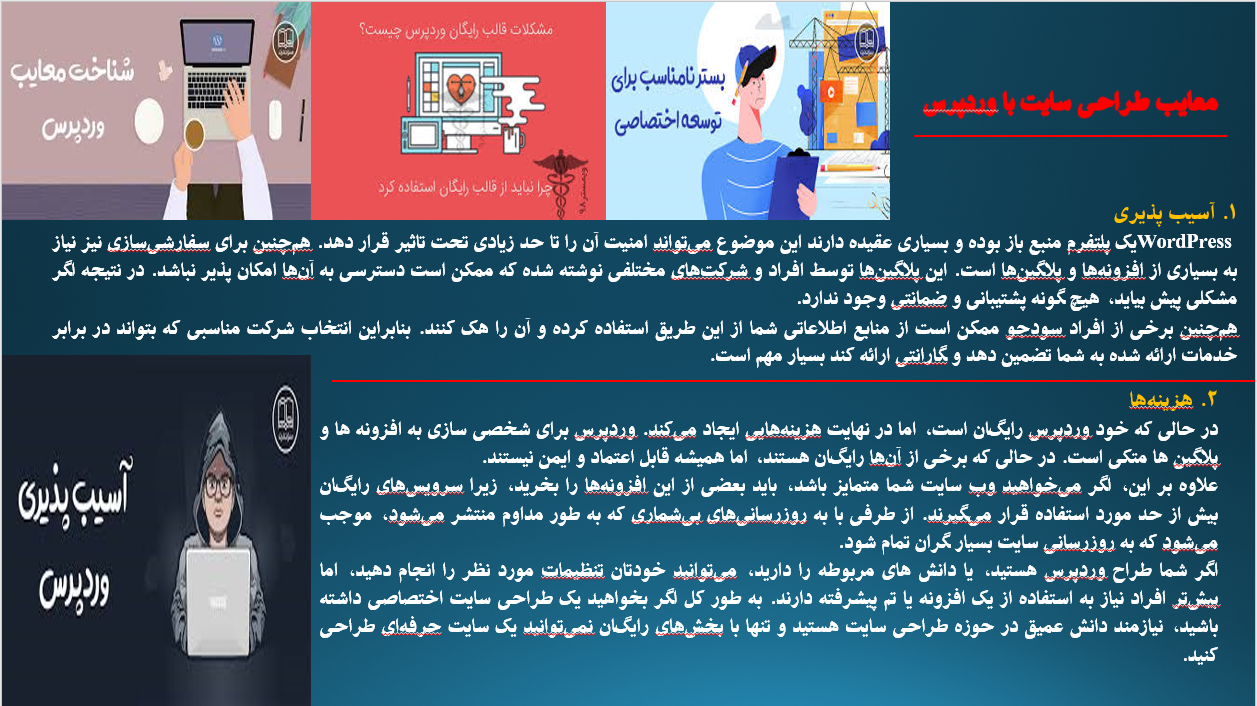 معایب طراحی سایت با وردپرس
بستر نامناسب برای
توسعه اختصاصی
مشکلات قالب رایگان وردپرس چیست؟
چرا نباید از قالب رایگان استفاده کرد
وبمستر۹۸
شناخت معایب
وردپرس
۱. آسیب پذیری
WordPressیک پلتفرم منبع باز بوده و بسیاری عقیده دارند این موضوع می‌تواند امنیت آن را تا حد زیادی تحت تاثیر قرار دهد. هم‌چنین برای سفارشی‌سازی نیز نیاز
به بسیاری از افزونه‌ها و پلاگین‌ها است. این پلاگین‌ها توسط افراد و شرکت‌های مختلفی نوشته شده که ممکن است دسترسی به آن‌ها امکان پذیر نباشد. در نتیجه اگر
مشکلی پیش بیاید، هیچ گونه پشتیبانی و ضمانتی وجود ندارد.
هم‌چنین برخی از افراد سودجو ممکن است از منابع اطلاعاتی شما از این طریق استفاده کرده و آن را هک کنند. بنابراین انتخاب شرکت مناسبی که بتواند در برابر
خدمات ارائه شده به شما تضمین دهد و گارانتی ارائه کند بسیار مهم است.
۲. هزینه‌ها
در حالی که خود وردپرس رایگان است، اما در نهایت هزینه‌هایی ایجاد می‌کند. وردپرس برای شخصی سازی به افزونه ها و
پلاگین ها متکی است. در حالی که برخی از آن‌ها رایگان هستند، اما همیشه قابل اعتماد و ایمن نیستند.
علاوه بر این، اگر می‌خواهید وب سایت شما متمایز باشد، باید بعضی از این افزونه‌ها را بخرید، زیرا سرویس‌های رایگان
بیش از حد مورد استفاده قرار می‌گیرند. از طرفی با به روزرسانی‌های بی‌شماری که به طور مداوم منتشر می‌شود، موجب
می‌شود که به روزرسانی سایت بسیار گران تمام شود.
اگر شما طراح وردپرس هستید، یا دانش های مربوطه را دارید، می‌توانید خودتان تنظیمات مورد نظر را انجام دهید، اما
بیش‌تر افراد نیاز به استفاده از یک افزونه یا تم پیشرفته دارند. به طور کل اگر بخواهید یک طراحی سایت اختصاصی داشته
باشید، نیازمند دانش عمیق در حوزه طراحی سایت هستید و تنها با بخش‌های رایگان نمی‌توانید یک سایت حرفه‌ای طراحی
کنید.
آسیب پذیری
وردپرس